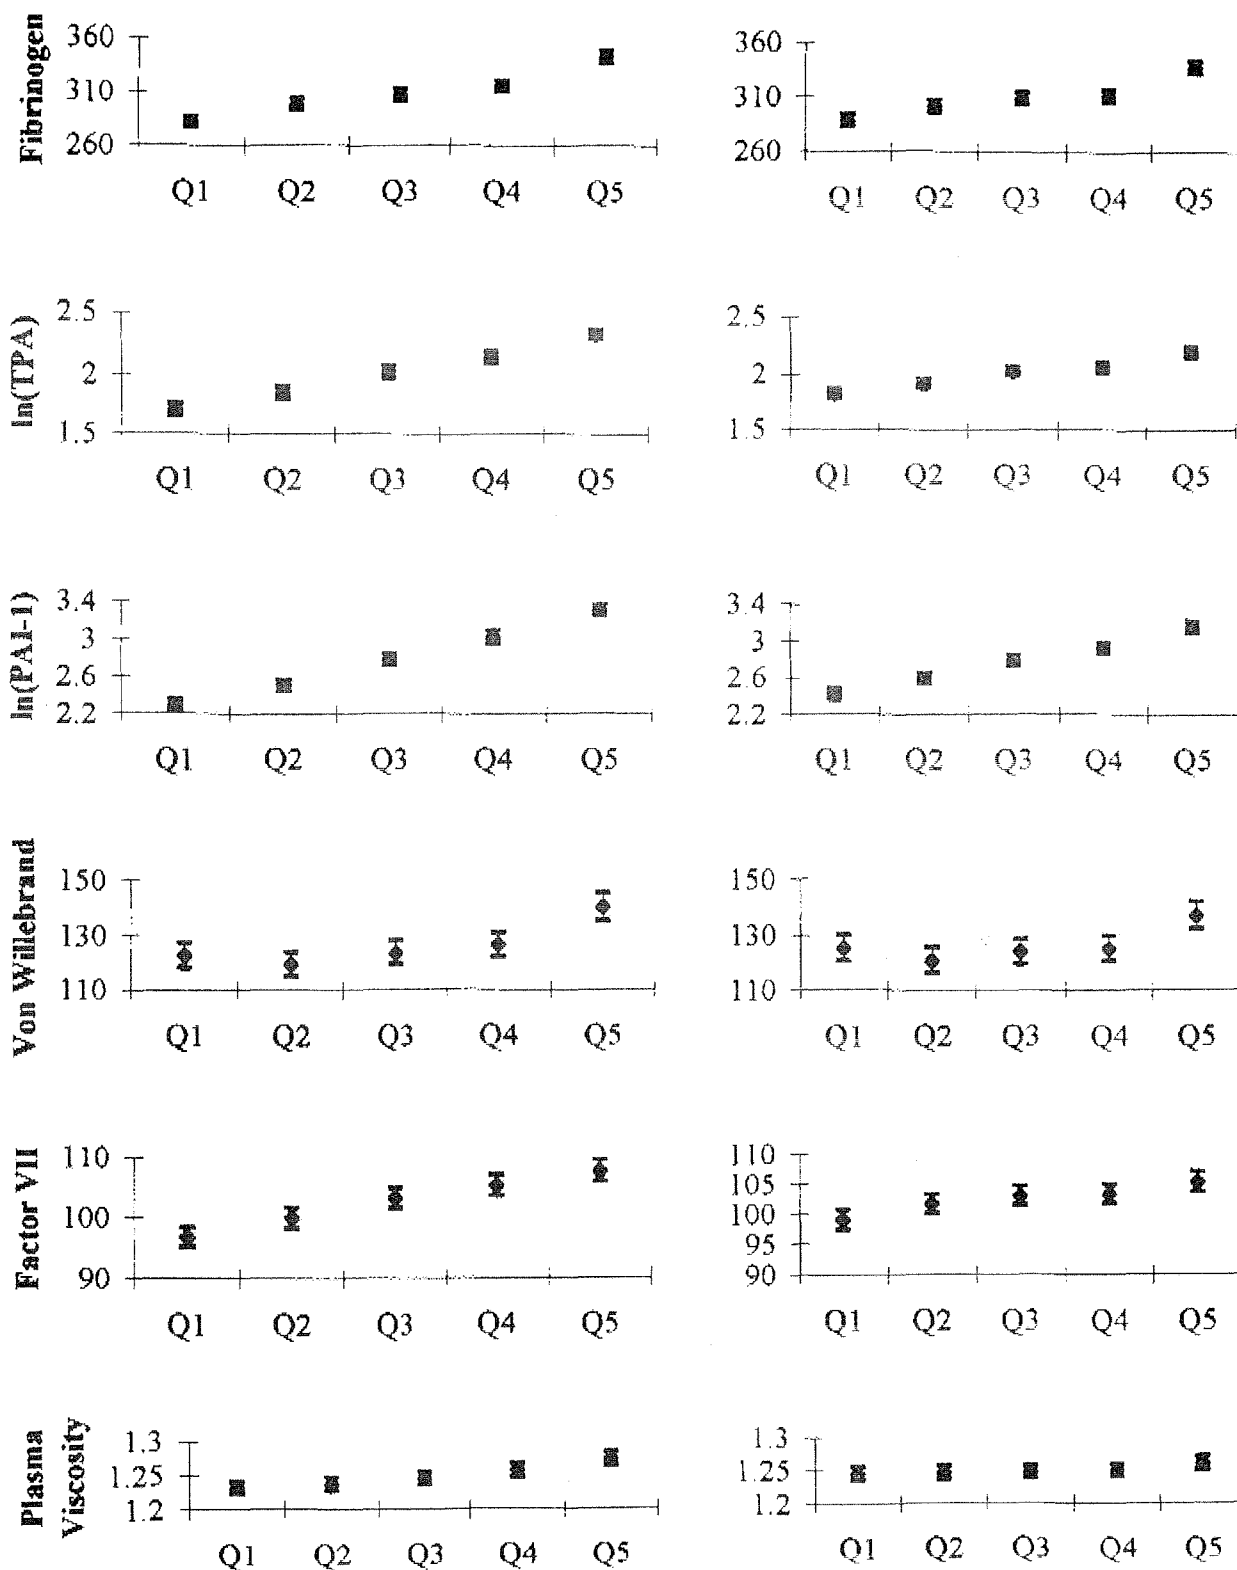 Fibrinogen
360
310
260
Q1 Q2 Q3 Q4 Q5
360
310
260
Q1 Q2 Q3 Q4 Q5
ln(TPA)
2.5
2
1.5
Q1 Q2 Q3 Q4 Q5
2.5
2
1.5
Q1 Q2 Q3 Q4 Q5
ln(PAI-1)
3.4
3
2.6
2.2
Q1 Q2 Q3 Q4 Q5
3.4
3
2.6
2.2
Q1 Q2 Q3 Q4 Q5
Von Willebrand
150
130
110
Q1 Q2 Q3 Q4 Q5
150
130
110
Q1 Q2 Q3 Q4 Q5
Factor VII
110
100
90
Q1 Q2 Q3 Q4 Q5
110
105
100
95
90
Q1 Q2 Q3 Q4 Q5
Plasma
Viscosity
1.3
1.25
1.2
Q1 Q2 Q3 Q4 Q5
1.3
1.25
1.2
Q1 Q2 Q3 Q4 Q5